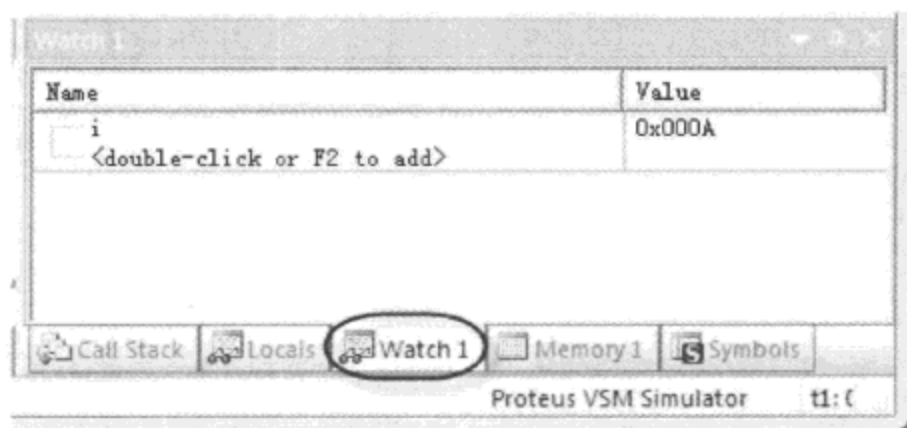 Watch 1
Name Value
i 0x000A
<double-click or F2 to add>
Call Stack Locals Watch 1 Memory 1 Symbols
Proteus VSM Simulator t1: